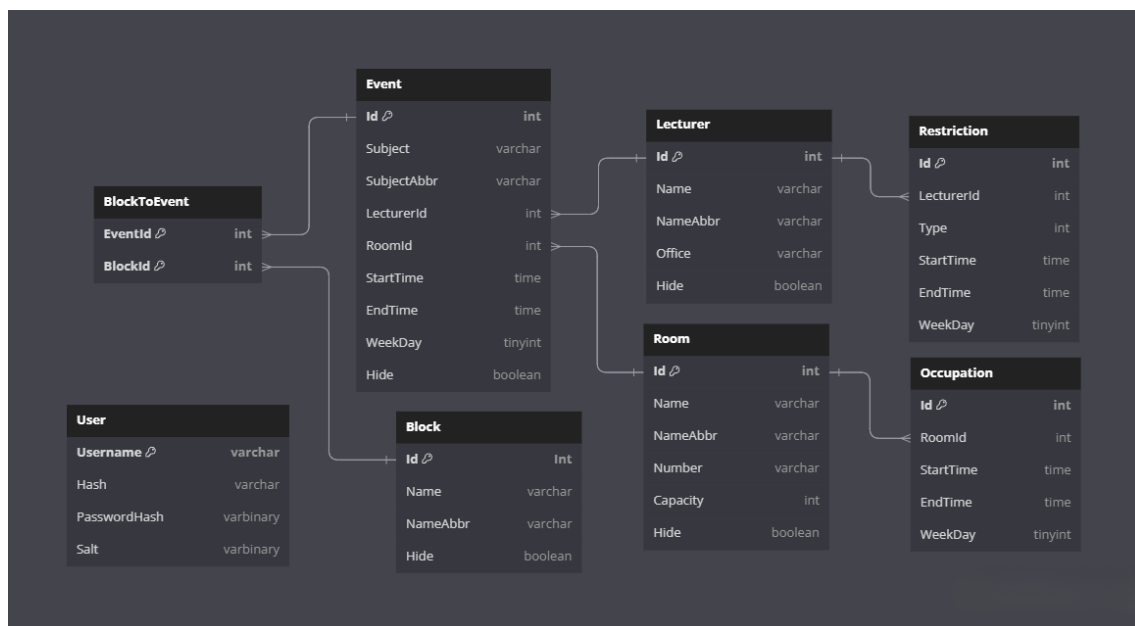 BlockToEvent
EventId int
BlockId int
User
Username varchar
Hash varchar
PasswordHash varbinary
Salt varbinary
Event
Id int
Subject varchar
SubjectAbbr varchar
LecturerId int
RoomId int
StartTime time
EndTime time
WeekDay tinyint
Hide boolean
Block
Id Int
Name varchar
NameAbbr varchar
Hide boolean
Lecturer
Id int
Name varchar
NameAbbr varchar
Office varchar
Hide boolean
Room
Id int
Name varchar
NameAbbr varchar
Number varchar
Capacity int
Hide boolean
Restriction
Id int
LecturerId int
Type int
StartTime time
EndTime time
WeekDay tinyint
Occupation
Id int
RoomId int
StartTime time
EndTime time
WeekDay tinyint